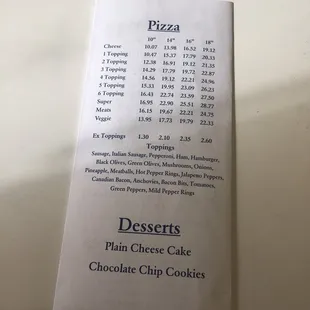 Pizza
10" 14" 16" 18"
Cheese 10.07 13.98 16.52 19.12
1 Topping 10.47 15.37 17.79 20.33
2 Topping 12.58 16.91 19.12 21.35
3 Topping 14.29 17.79 19.72 22.87
4 Topping 14.56 19.12 22.21 24.96
5 Topping 15.33 19.95 23.09 26.23
6 Topping 16.43 22.74 23.59 27.50
Super 16.95 22.90 25.51 28.77
Meats 16.95 19.17 22.21 24.75
Veggie 13.95 17.73 19.79 22.33
Ex Toppings 1.30 2.18 2.35 2.60
Toppings
Sausage, Italian Sausage, Pepperoni, Ham, Hamburger,
Black Olives, Green Olives, Mushrooms, Onions,
Pineapple, Meatballs, Hot Pepper Rings, Jalapeno Peppers,
Canadian Bacon, Anchovies, Bacon Bits, Tomatoes,
Green Peppers, Mild Pepper Rings
Desserts
Plain Cheese Cake
Chocolate Chip Cookies